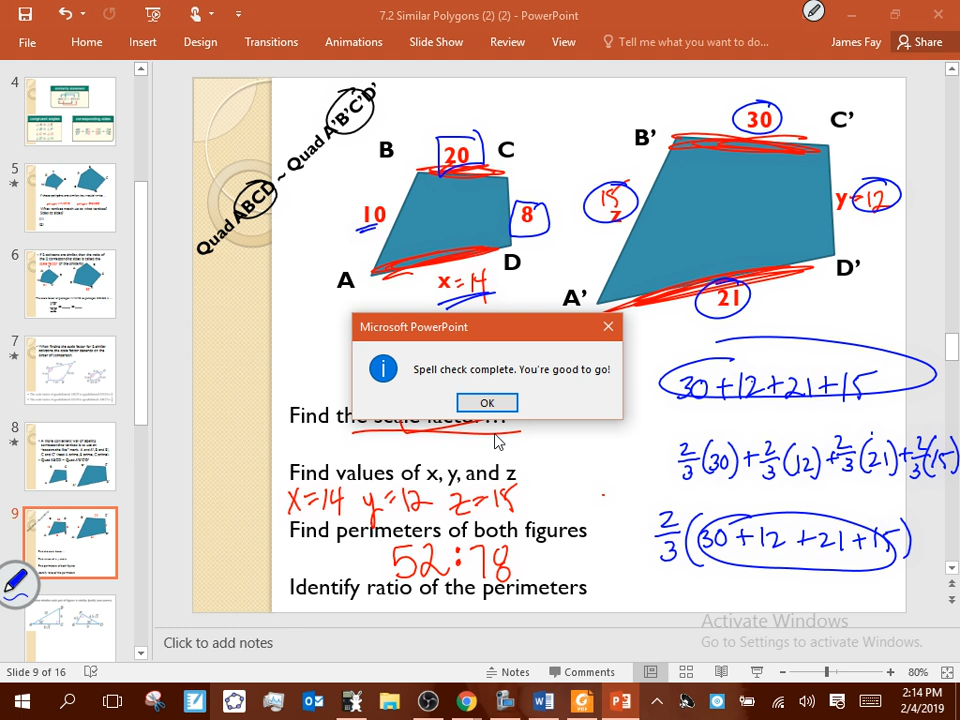 7.2 Similar Polygons (2) (2) - PowerPoint
File Home Insert Design Transitions Animations Slide Show Review View Tell me what you want to do... James Fay Share
4
5
6
7
8
9
Quad ABCD ~ Quad A'B'C'D'
B 20 C
10 8
A D
x = 14
B' 30 C'
15
z
y = 12
A' 21 D'
Microsoft PowerPoint
Spell check complete. You're good to go!
OK
Find the scale factor ...
Find values of x, y, and z
x=14 y=12 z=15
Find perimeters of both figures
52:78
Identify ratio of the perimeters
30+12+21+15
2/3(30)+2/3(12)+2/3(21)+2/3(15)
2/3(30+12+21+15)
Activate Windows
Go to Settings to activate Windows.
Click to add notes
Slide 9 of 16 Notes Comments 80%
2:14 PM
2/4/2019